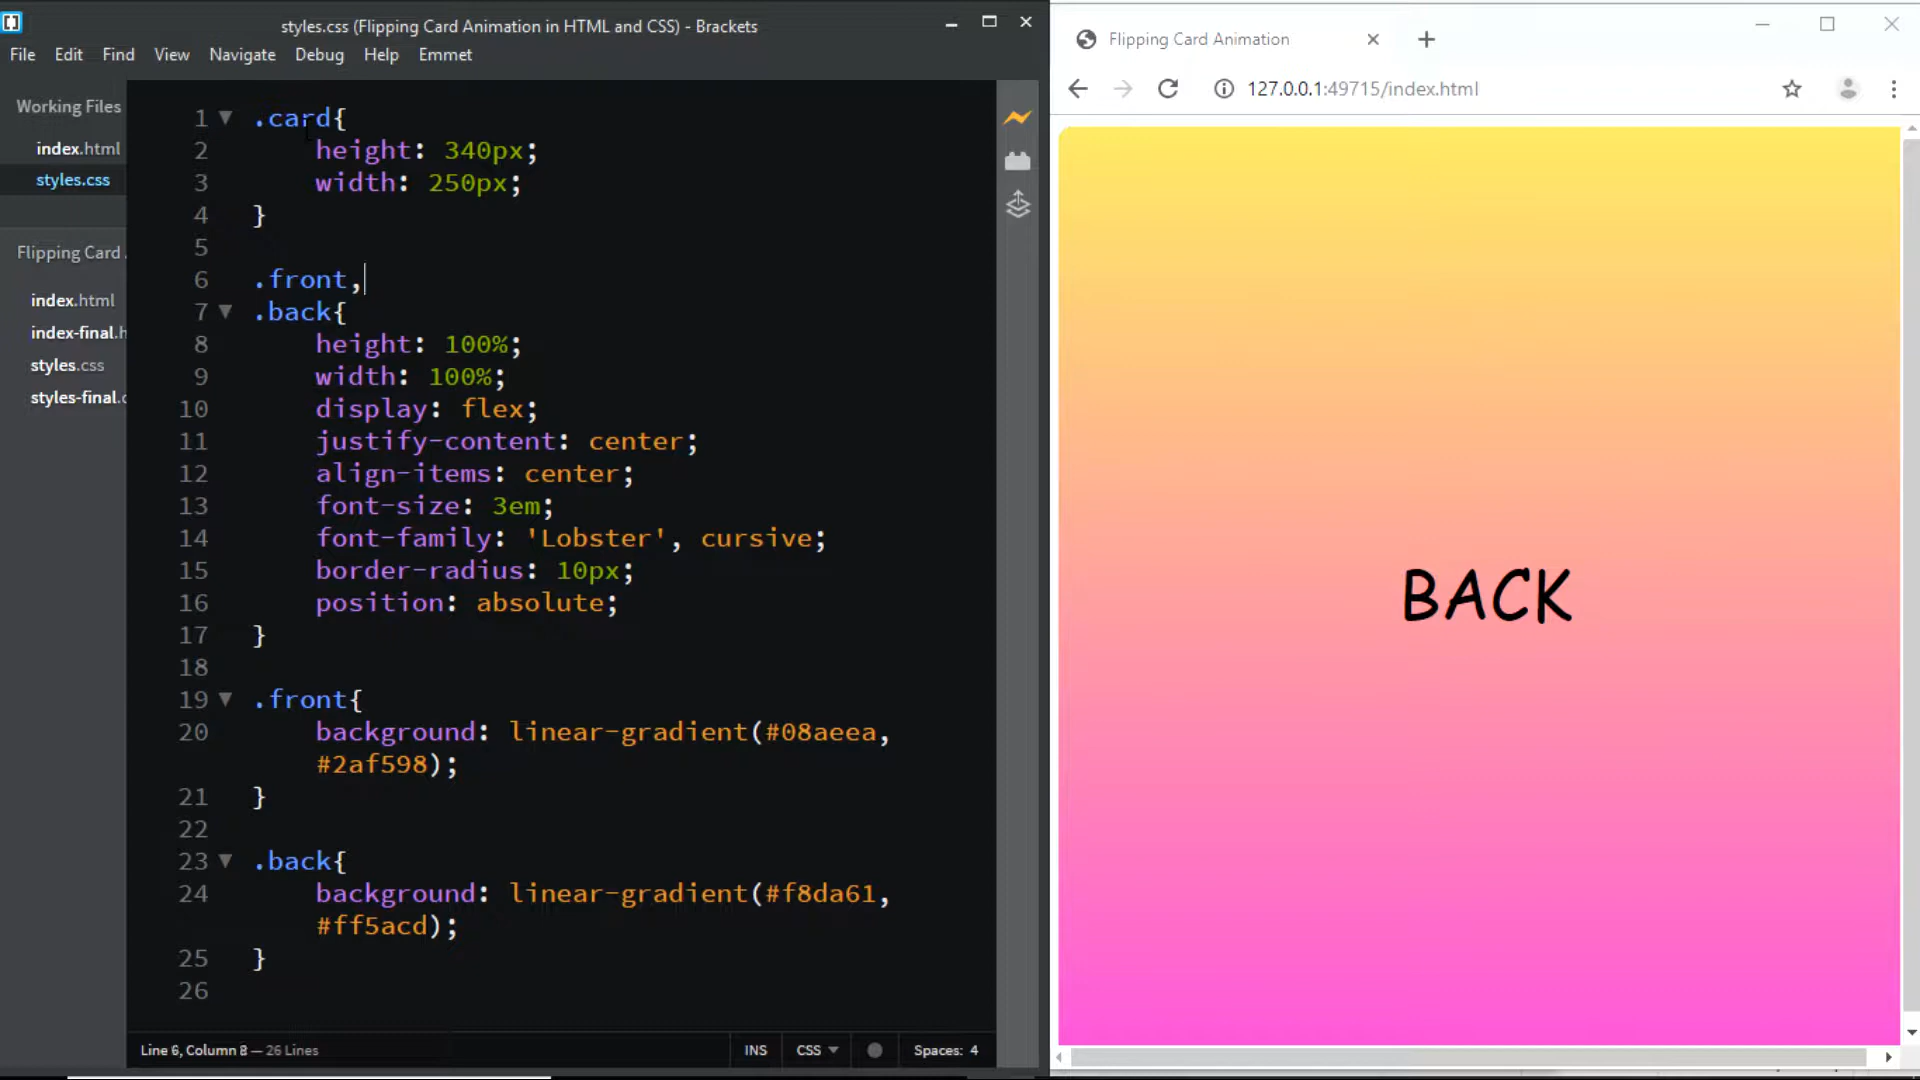 styles.css (Flipping Card Animation in HTML and CSS) - Brackets
File Edit Find View Navigate Debug Help Emmet
Working Files
index.html
styles.css
Flipping Card
index.html
index-final.h
styles.css
styles-final.c
1 .card{
2 height: 340px;
3 width: 250px;
4 }
5
6 .front,
7 .back{
8 height: 100%;
9 width: 100%;
10 display: flex;
11 justify-content: center;
12 align-items: center;
13 font-size: 3em;
14 font-family: 'Lobster', cursive;
15 border-radius: 10px;
16 position: absolute;
17 }
18
19 .front{
20 background: linear-gradient(#08aeea,
#2af598);
21 }
22
23 .back{
24 background: linear-gradient(#f8da61,
#ff5acd);
25 }
26
Line 6, Column 8 — 26 Lines
INS CSS Spaces: 4
Flipping Card Animation
127.0.0.1:49715/index.html
BACK